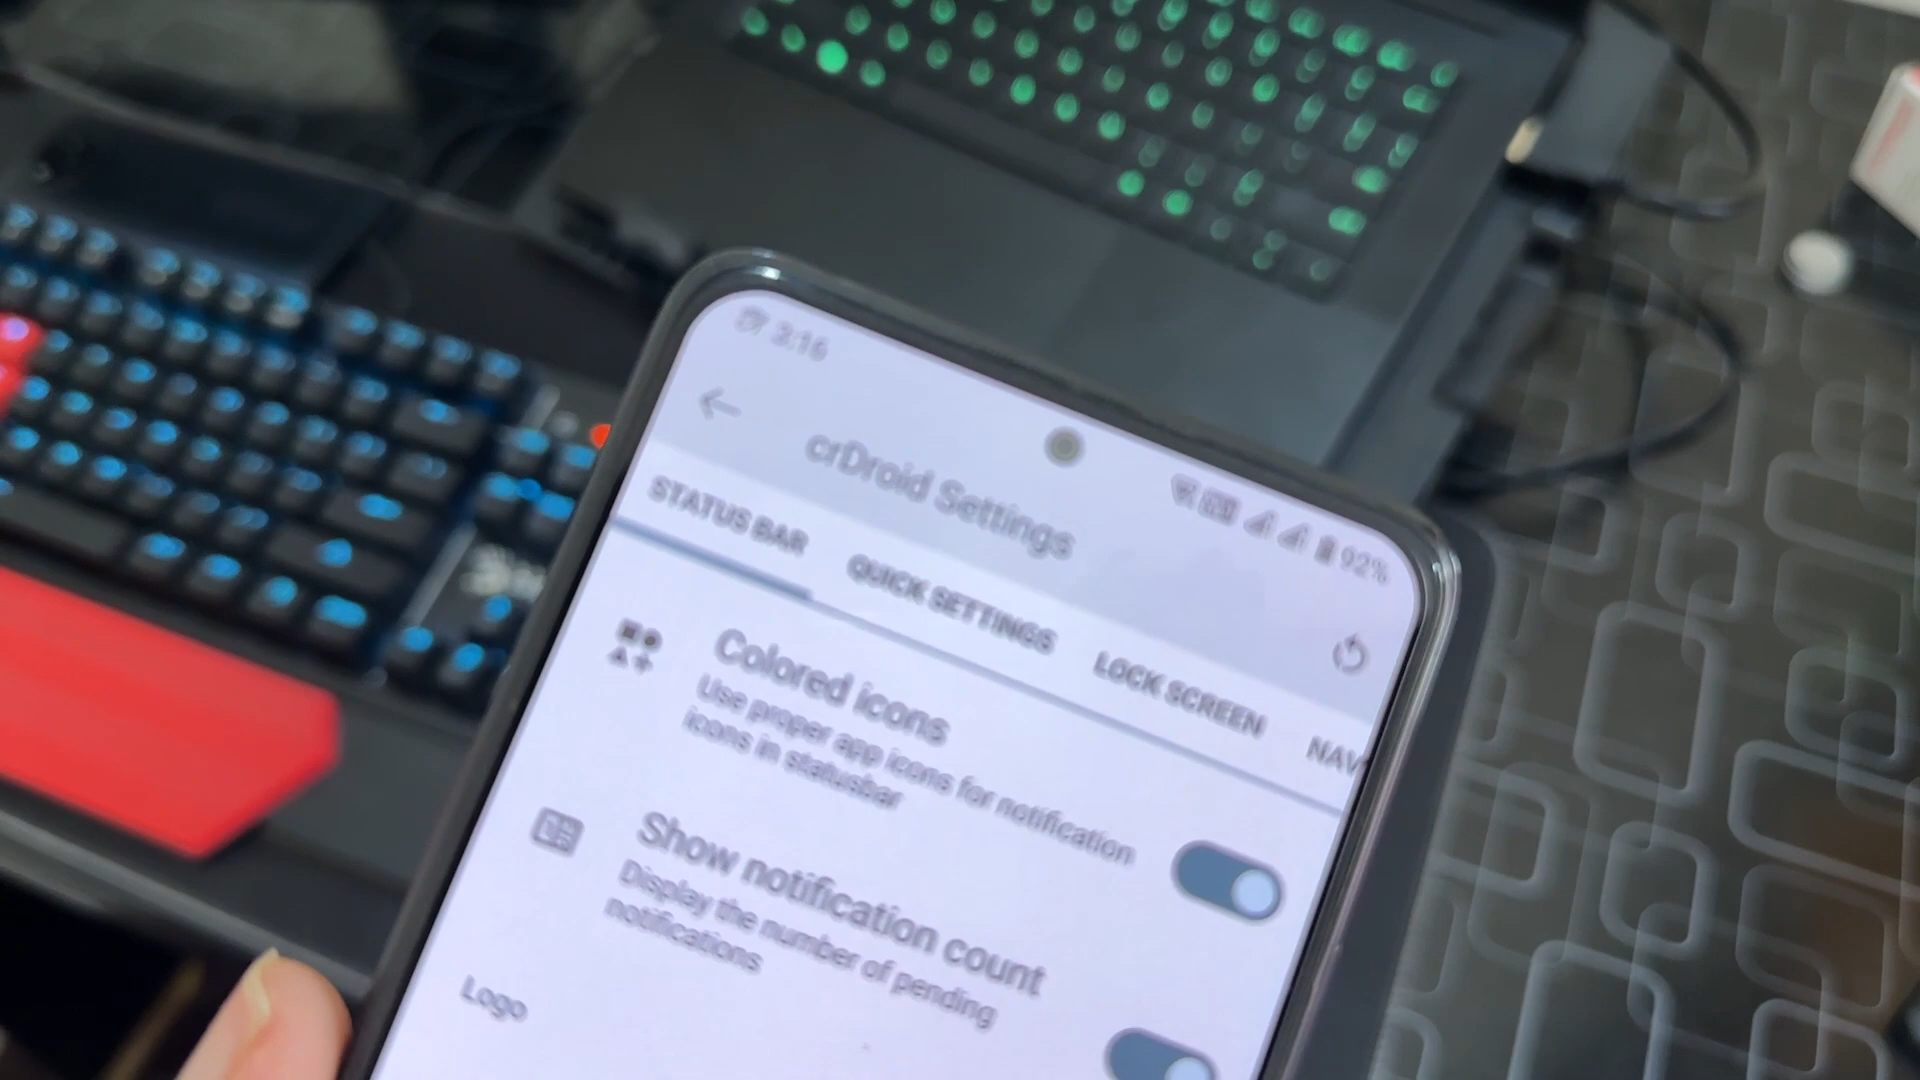 3:16
92%
crDroid Settings
STATUS BAR
QUICK SETTINGS
LOCK SCREEN
NAV
Colored icons
Use proper app icons for notification
icons in statusbar
Show notification count
Display the number of pending
notifications
Logo